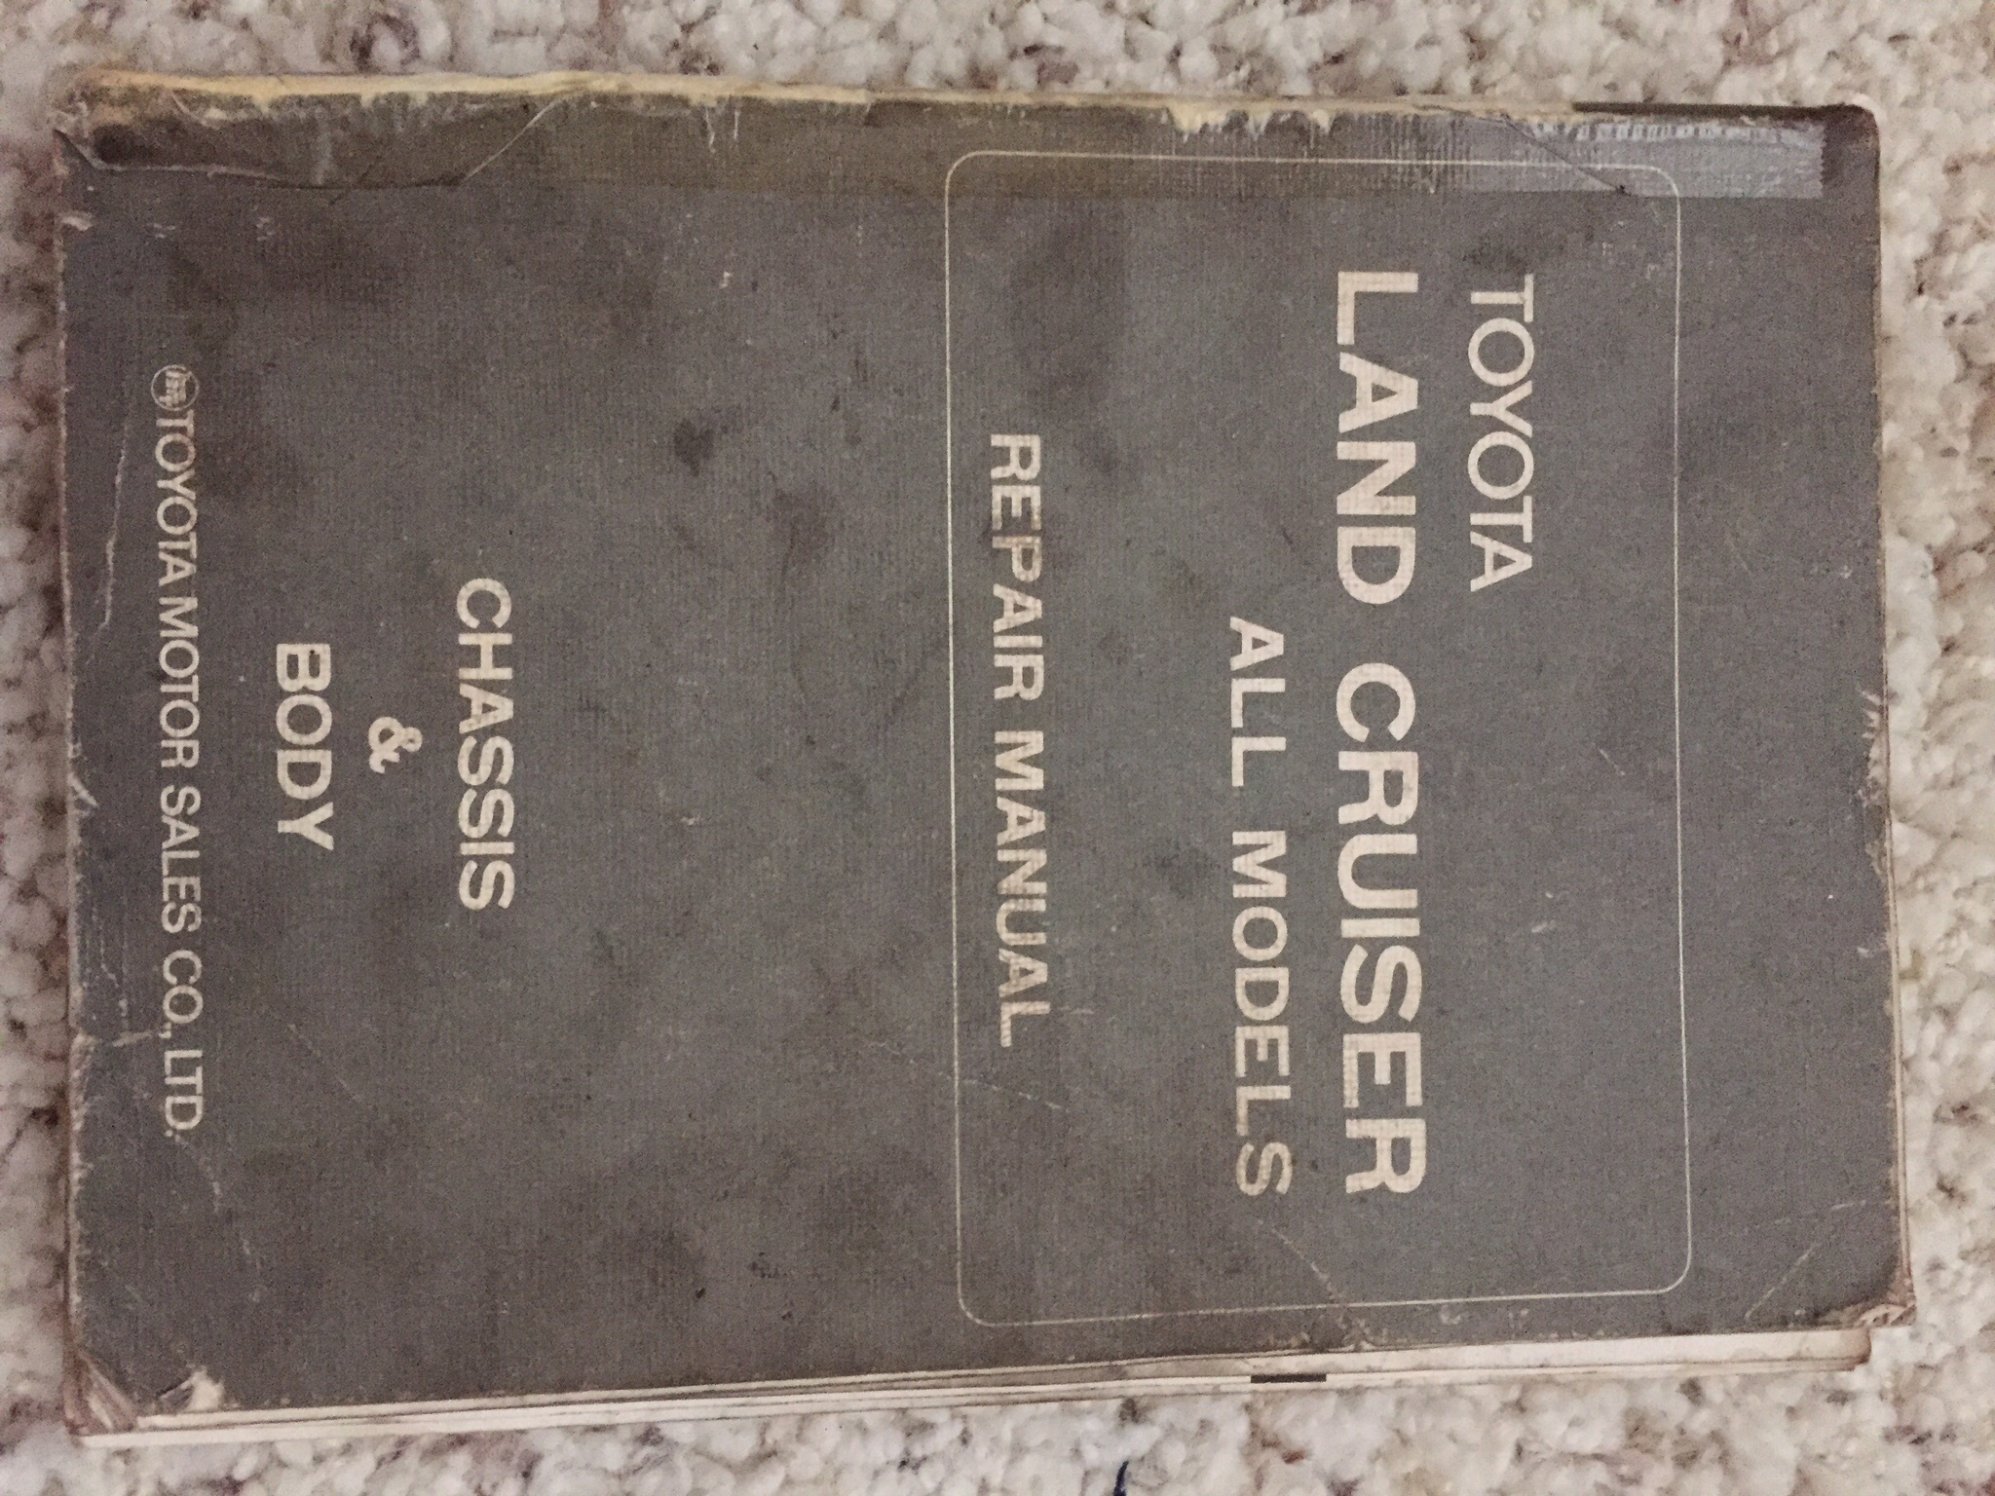 TOYOTA
LAND CRUISER
ALL MODELS
REPAIR MANUAL
CHASSIS
&
BODY
TOYOTA MOTOR SALES CO., LTD.